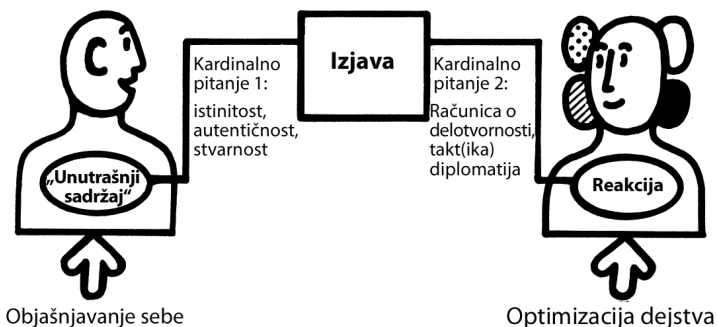 Kardinalno
pitanje 1:
istinitost,
autentičnost,
stvarnost
Izjava
Kardinalno
pitanje 2:
Računica o
delotvornosti,
takt(ika)
diplomatija
„Unutrašnji
sadržaj“
Reakcija
Objašnjavanje sebe
Optimizacija dejstva